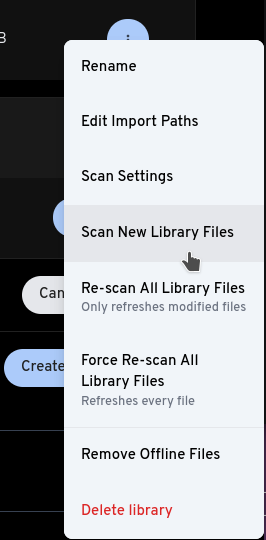 B
Rename
Edit Import Paths
Scan Settings
Scan New Library Files
Can
Re-scan All Library Files
Only refreshes modified files
Create
Force Re-scan All
Library Files
Refreshes every file
Remove Offline Files
Delete library